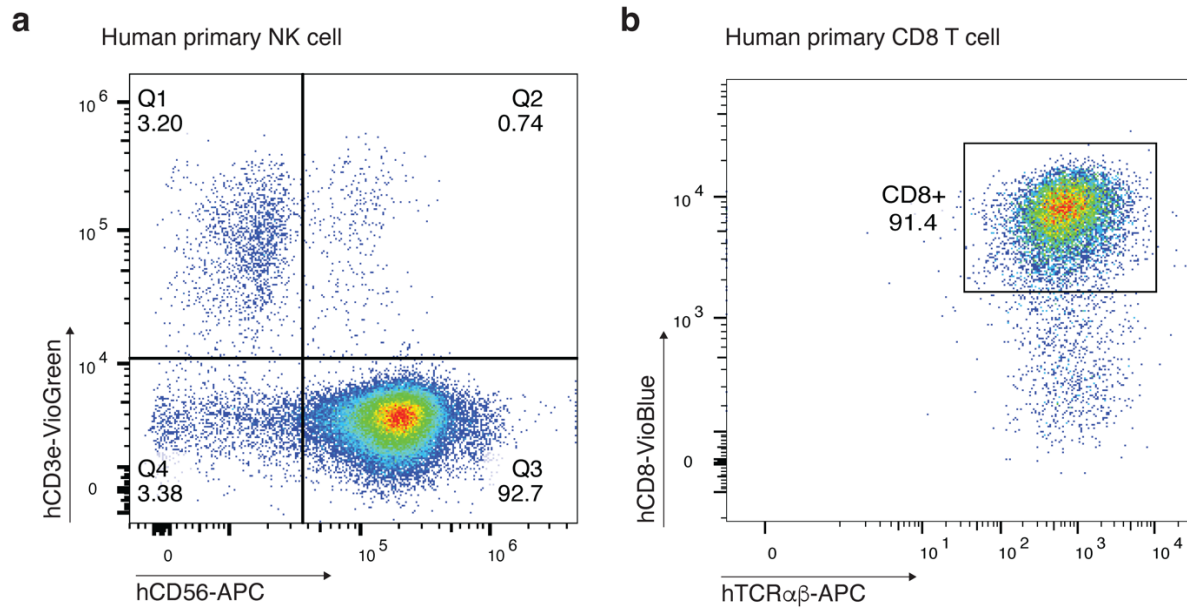 a
Human primary NK cell
Q1
3.20
Q2
0.74
Q4
3.38
Q3
92.7
10^6
10^5
10^4
0
hCD3e-VioGreen
0
10^5
10^6
hCD56-APC
b
Human primary CD8 T cell
CD8+
91.4
10^4
10^3
0
hCD8-VioBlue
0
10^1
10^2
10^3
10^4
hTCRαβ-APC